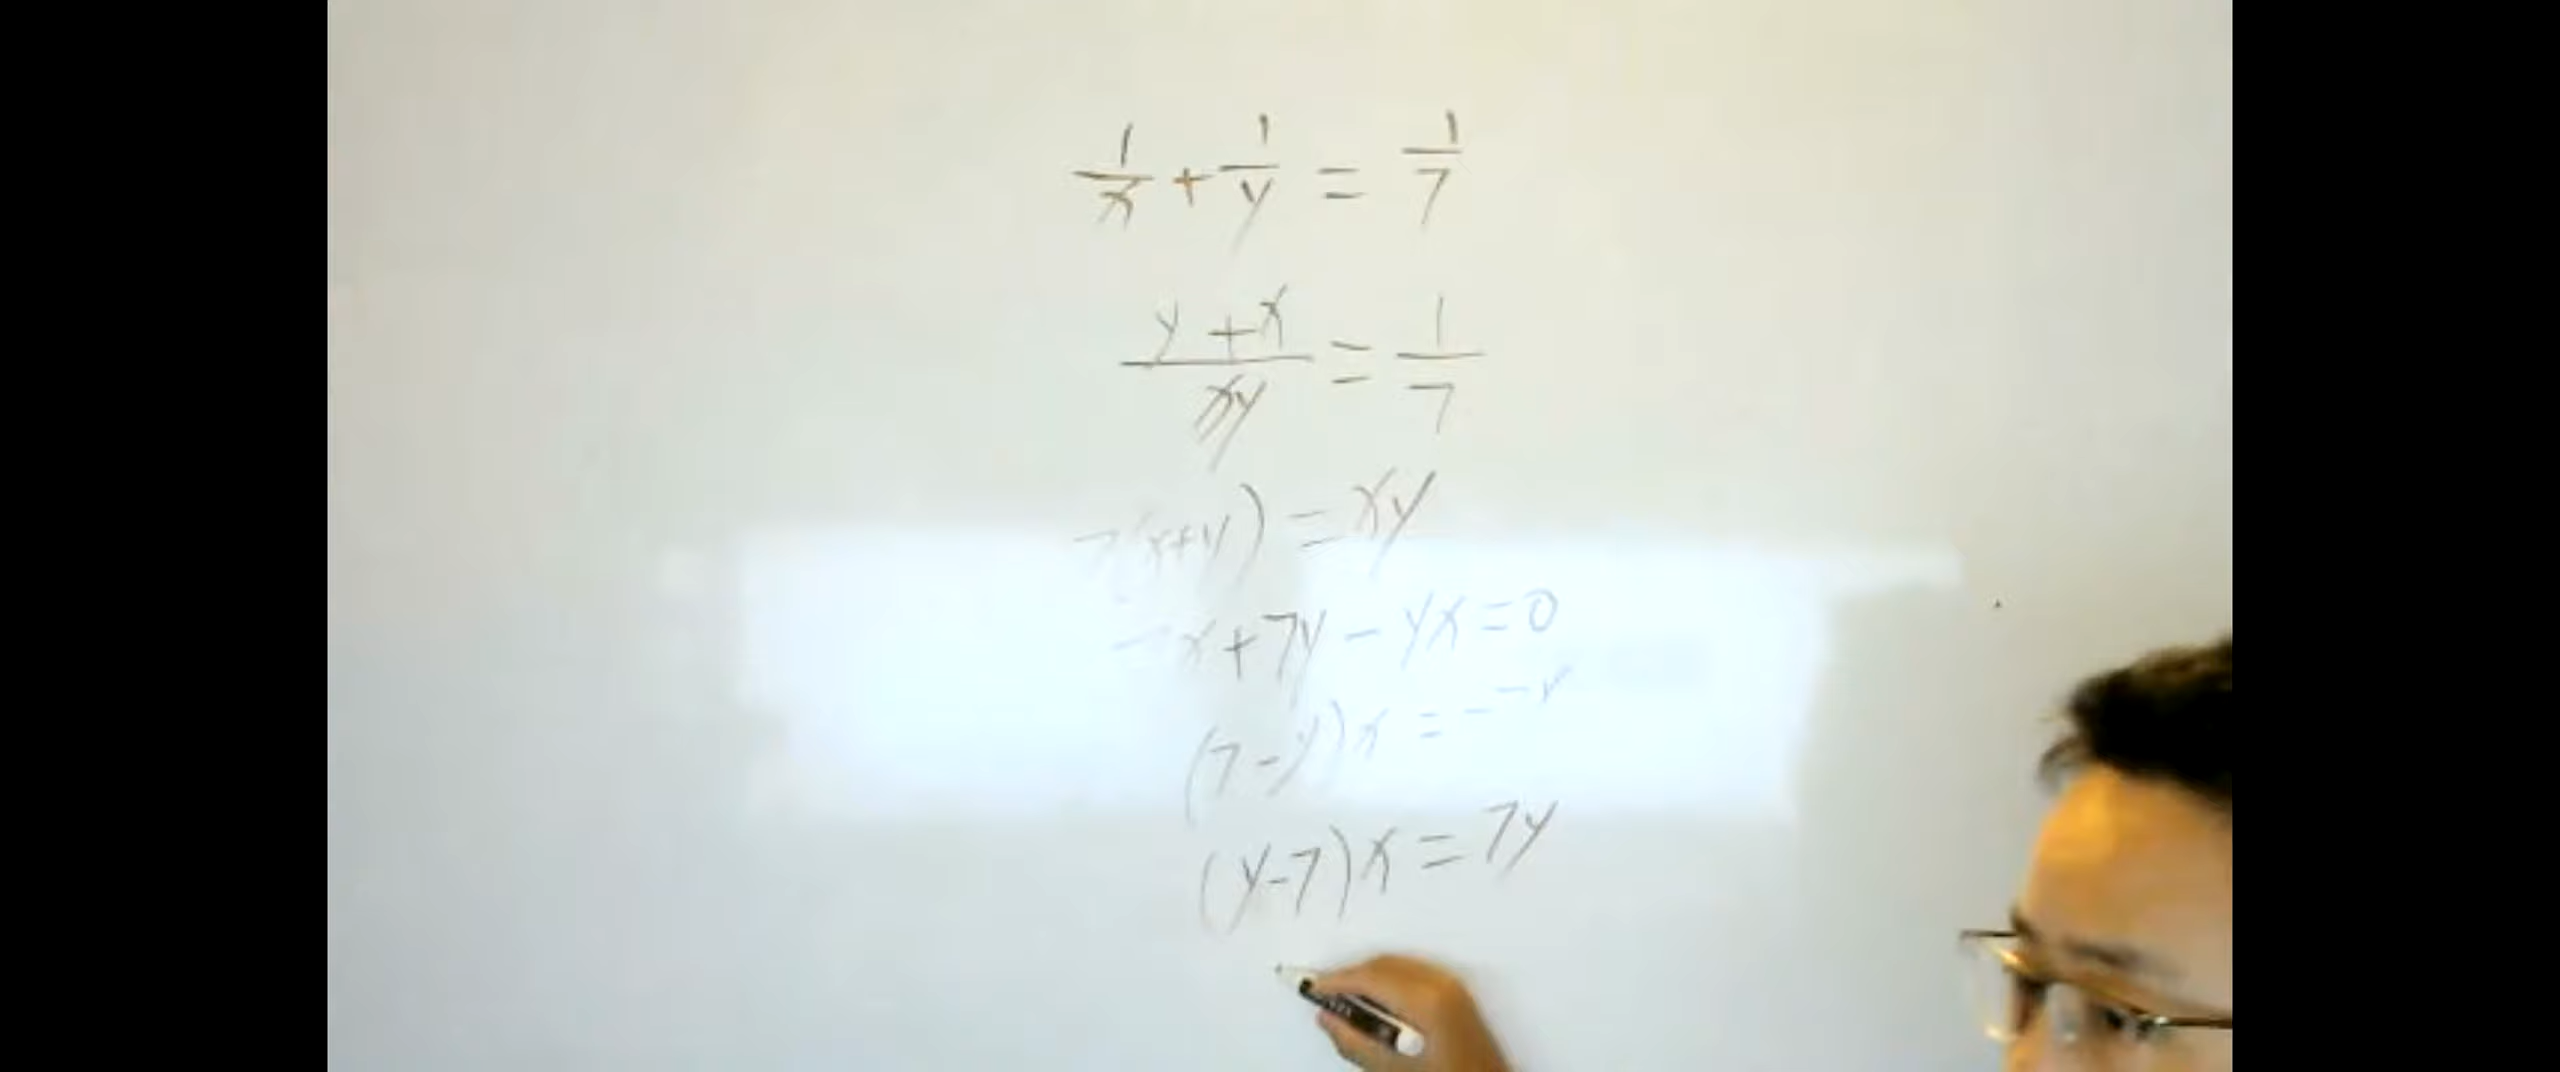 1/x + 1/y = 1/7
(y + x)/(xy) = 1/7
7(x+y) = xy
7x + 7y - yx = 0
(7 - y)x = -7y
(y - 7)x = 7y